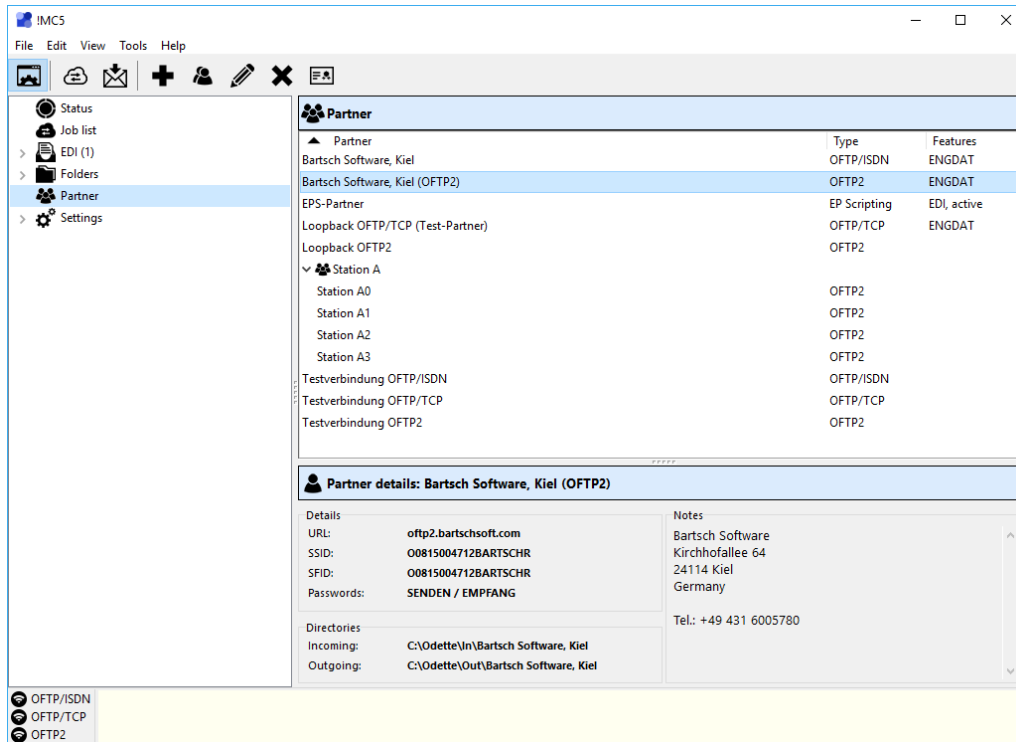 !MC5
File Edit View Tools Help
Status
Job list
EDI (1)
Folders
Partner
Settings
Partner
Partner Type Features
Bartsch Software, Kiel OFTP/ISDN ENGDAT
Bartsch Software, Kiel (OFTP2) OFTP2 ENGDAT
EPS-Partner EP Scripting EDI, active
Loopback OFTP/TCP (Test-Partner) OFTP/TCP ENGDAT
Loopback OFTP2 OFTP2
Station A
Station A0 OFTP2
Station A1 OFTP2
Station A2 OFTP2
Station A3 OFTP2
Testverbindung OFTP/ISDN OFTP/ISDN
Testverbindung OFTP/TCP OFTP/TCP
Testverbindung OFTP2 OFTP2
Partner details: Bartsch Software, Kiel (OFTP2)
Details
URL: oftp2.bartschsoft.com
SSID: O0815004712BARTSCHR
SFID: O0815004712BARTSCHR
Passwords: SENDEN / EMPFANG
Directories
Incoming: C:\Odette\In\Bartsch Software, Kiel
Outgoing: C:\Odette\Out\Bartsch Software, Kiel
Notes
Bartsch Software
Kirchhofallee 64
24114 Kiel
Germany
Tel.: +49 431 6005780
OFTP/ISDN
OFTP/TCP
OFTP2